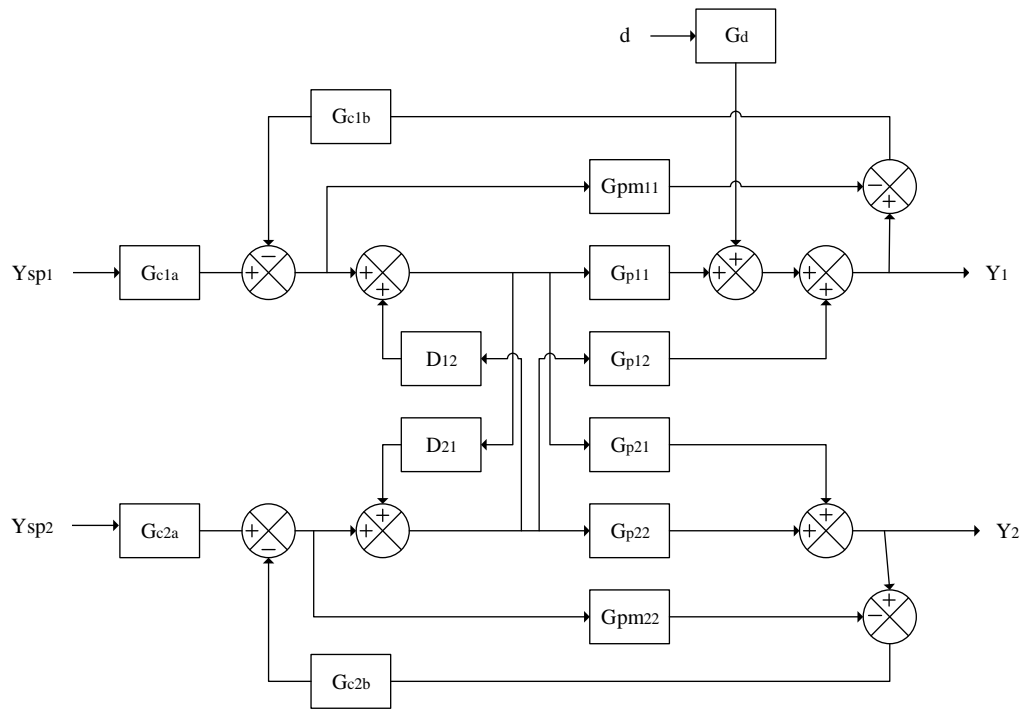 d
Gd
Gc1b
Gpm11
−
+
Ysp1
Gc1a
+
−
+
+
Gp11
+
+
+
+
Y1
D12
Gp12
D21
Gp21
Ysp2
Gc2a
+
−
+
+
Gp22
+
+
Y2
Gpm22
−
+
Gc2b